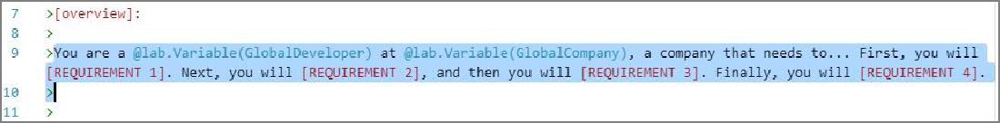 7 >[overview]:
8 >
9 >You are a @lab.Variable(GlobalDeveloper) at @lab.Variable(GlobalCompany), a company that needs to... First, you will
[REQUIREMENT 1]. Next, you will [REQUIREMENT 2], and then you will [REQUIREMENT 3]. Finally, you will [REQUIREMENT 4].
10 >
11 >